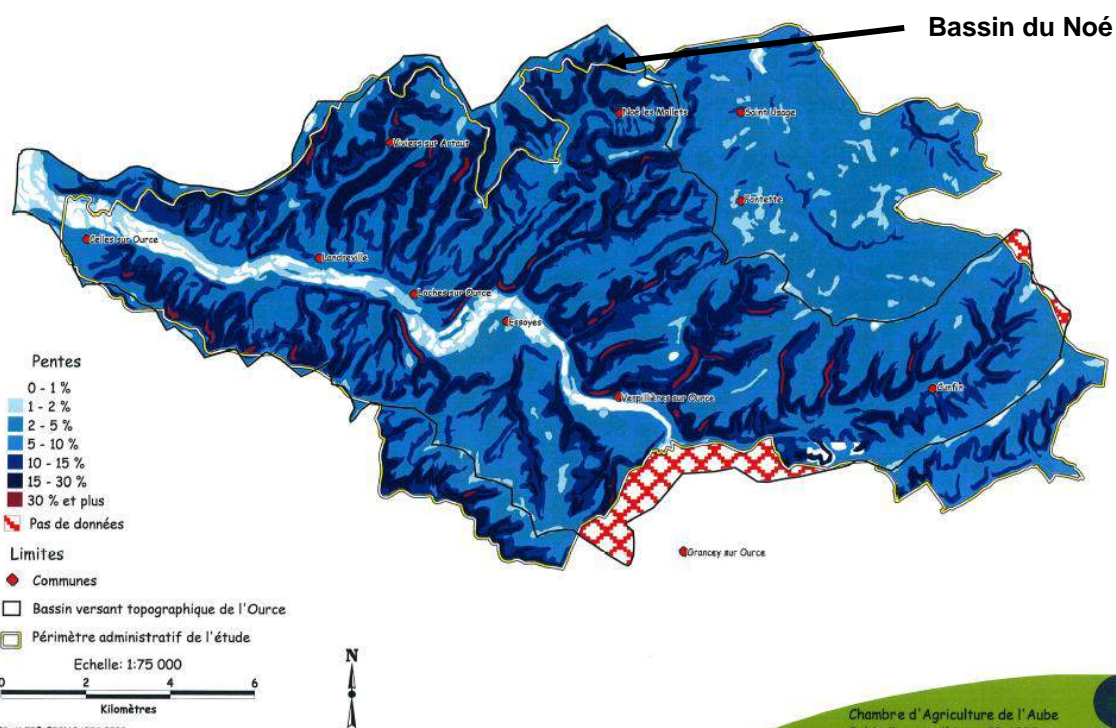 Bassin du Noé
Noé les Mallets
Saint Usage
Viviers sur Artaut
Fontette
Celles sur Ource
Landreville
Loches sur Ource
Essoyes
Cunfin
Pentes
0 - 1 %
1 - 2 %
2 - 5 %
5 - 10 %
10 - 15 %
15 - 30 %
30 % et plus
Pas de données
Grancey sur Ource
Limites
Communes
Bassin versant topographique de l'Ource
Périmètre administratif de l'étude
Echelle: 1:75 000
0 2 4 6
Kilomètres
N
Chambre d'Agriculture de l'Aube